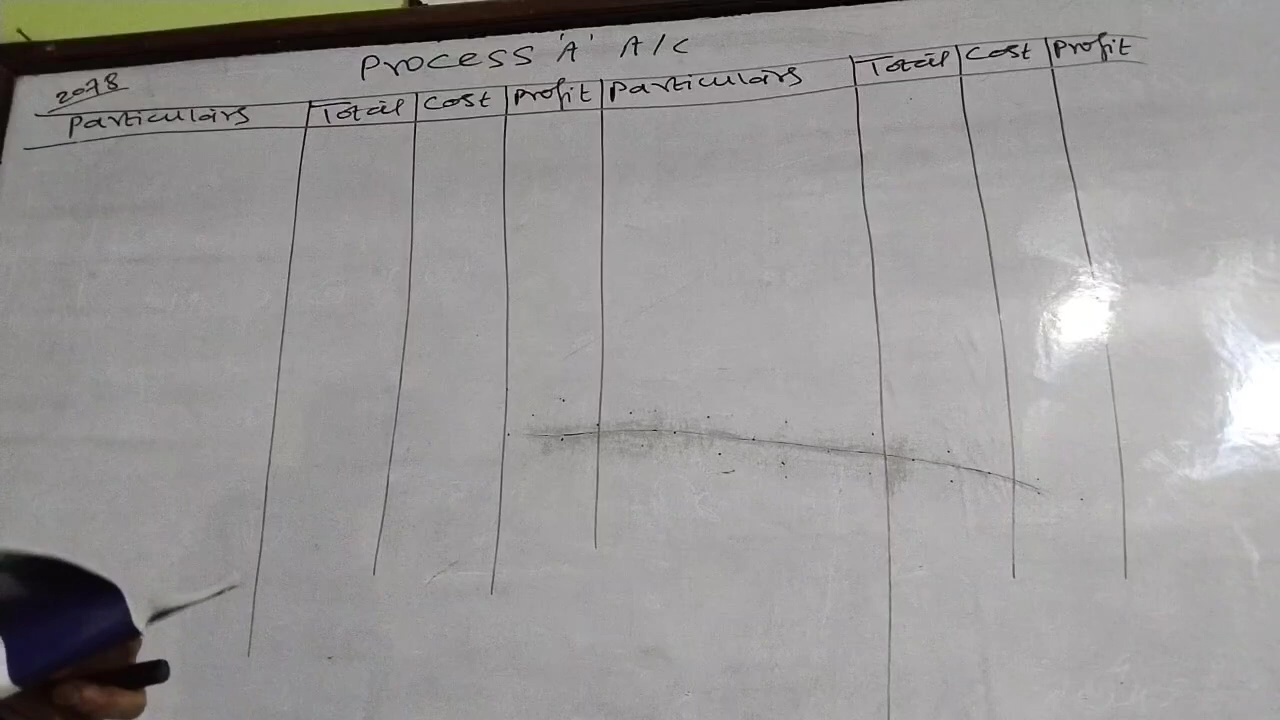 Process 'A' A/C
2078
Particulars Total Cost Profit Particulars Total Cost Profit